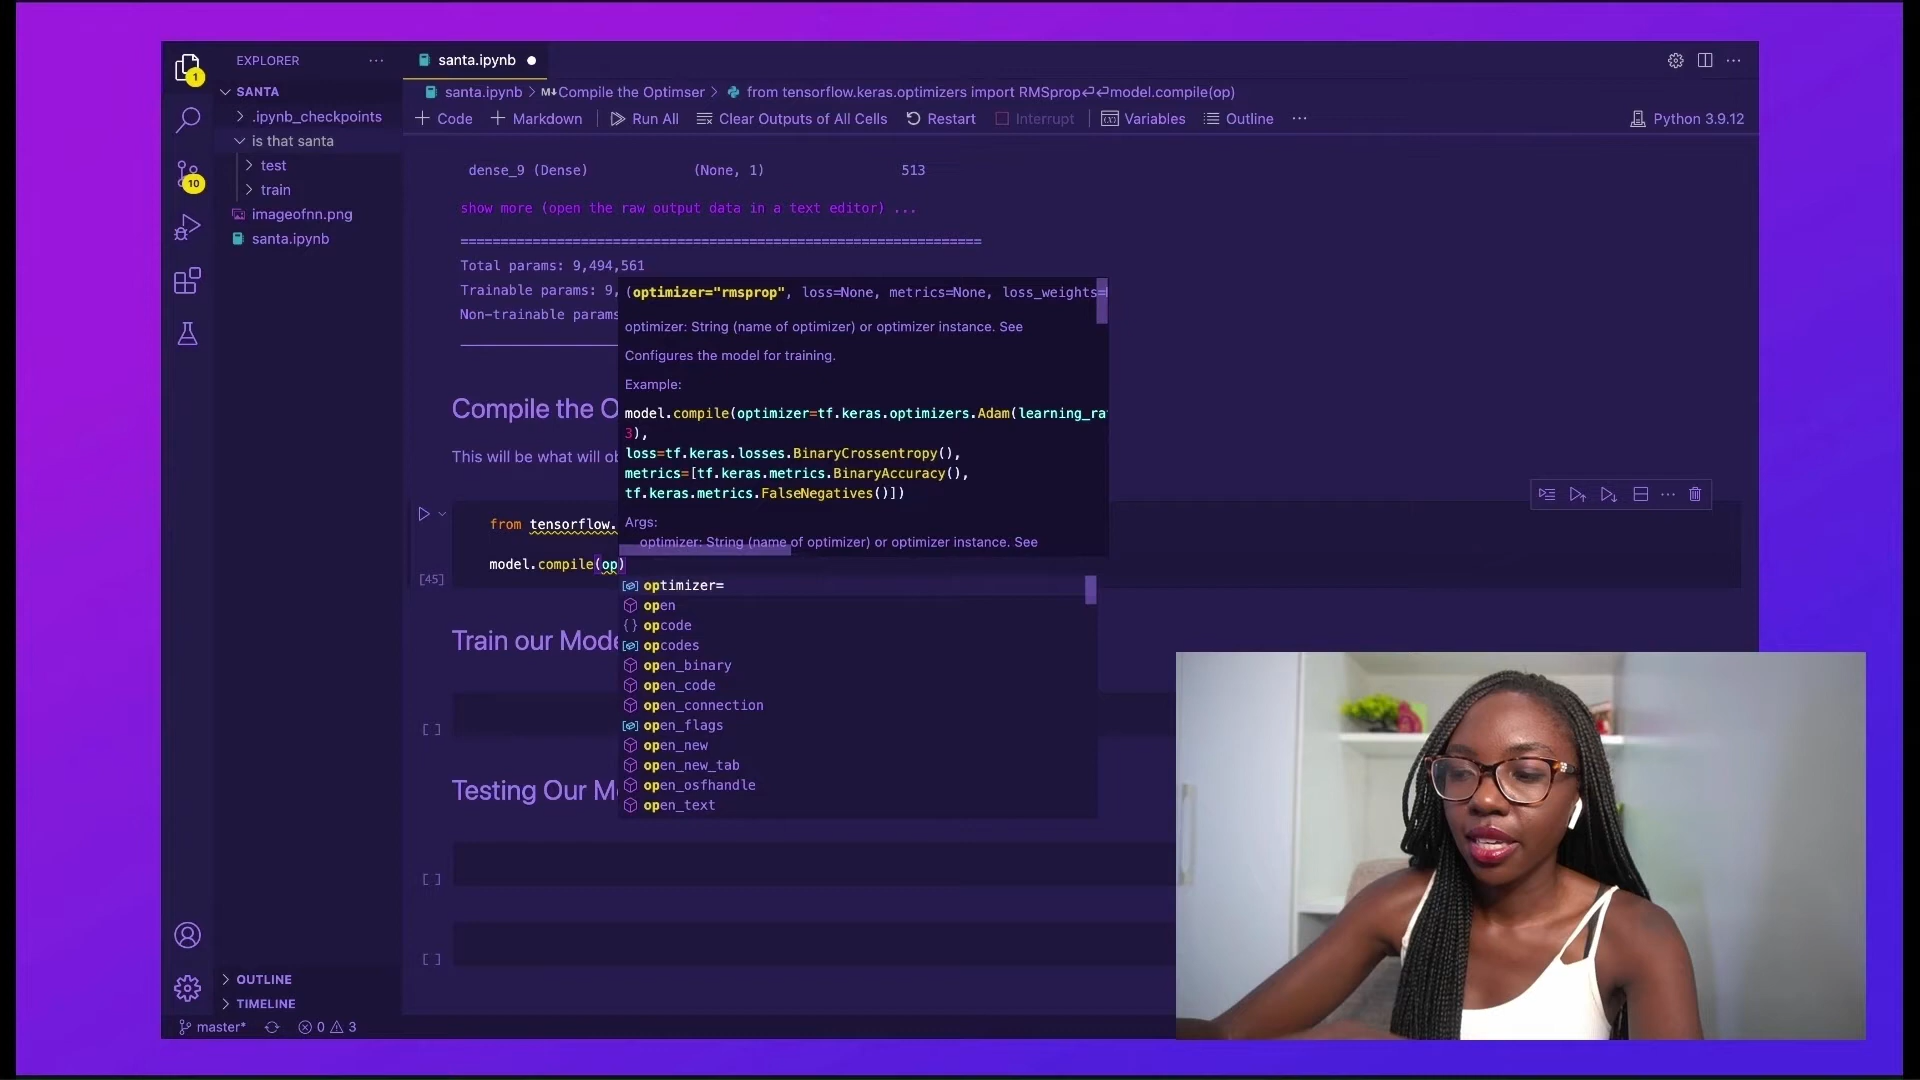 EXPLORER
1
SANTA
.ipynb_checkpoints
is that santa
test
train
imageofnn.png
santa.ipynb
10
OUTLINE
TIMELINE
master*
0
3
santa.ipynb
santa.ipynb > M↓Compile the Optimser > from tensorflow.keras.optimizers import RMSprop⏎⏎model.compile(op)
+ Code + Markdown Run All Clear Outputs of All Cells Restart Interrupt Variables Outline ...
Python 3.9.12
dense_9 (Dense) (None, 1) 513
show more (open the raw output data in a text editor) ...
=================================================================
Total params: 9,494,561
Trainable params: 9,
Non-trainable params
(optimizer="rmsprop", loss=None, metrics=None, loss_weights=
optimizer: String (name of optimizer) or optimizer instance. See
Configures the model for training.
Example:
model.compile(optimizer=tf.keras.optimizers.Adam(learning_ra
3),
loss=tf.keras.losses.BinaryCrossentropy(),
metrics=[tf.keras.metrics.BinaryAccuracy(),
tf.keras.metrics.FalseNegatives()])
Args:
optimizer: String (name of optimizer) or optimizer instance. See
Compile the O
This will be what will ob
from tensorflow.
model.compile(op)
[45]
optimizer=
open
opcode
opcodes
open_binary
open_code
open_connection
open_flags
open_new
open_new_tab
open_osfhandle
open_text
Train our Mode
[ ]
Testing Our M
[ ]
[ ]